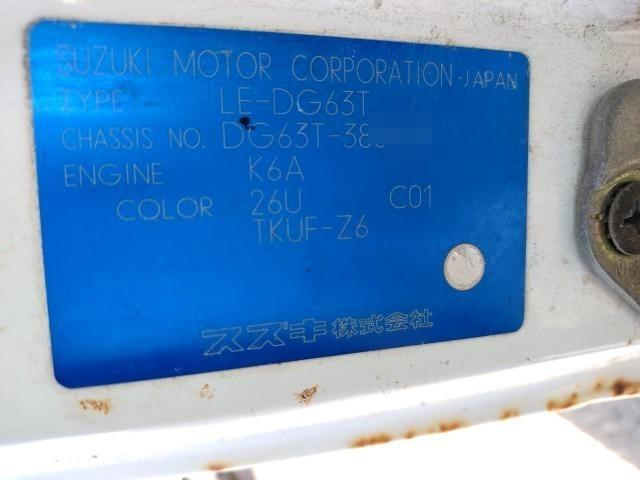 SUZUKI MOTOR CORPORATION JAPAN
TYPE LE-DG63T
CHASSIS NO. DG63T-38
ENGINE K6A
COLOR 26U C01
TKUF-Z6
スズキ株式会社